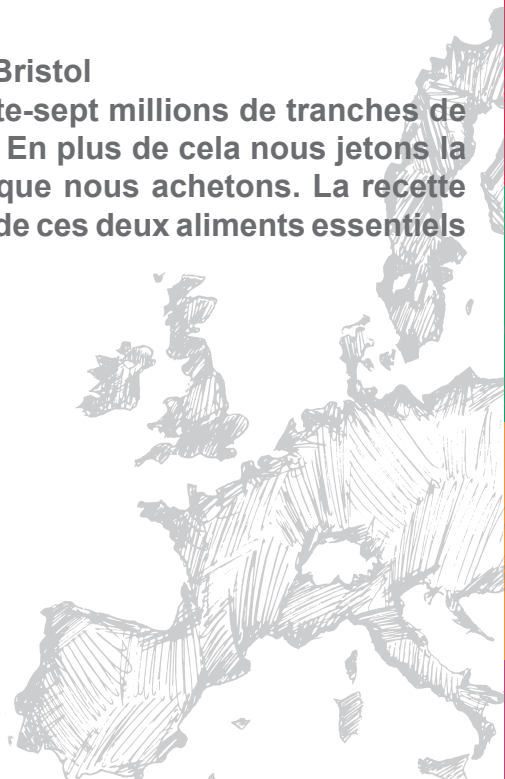 Bristol
te-sept millions de tranches de
En plus de cela nous jetons la
que nous achetons. La recette
de ces deux aliments essentiels